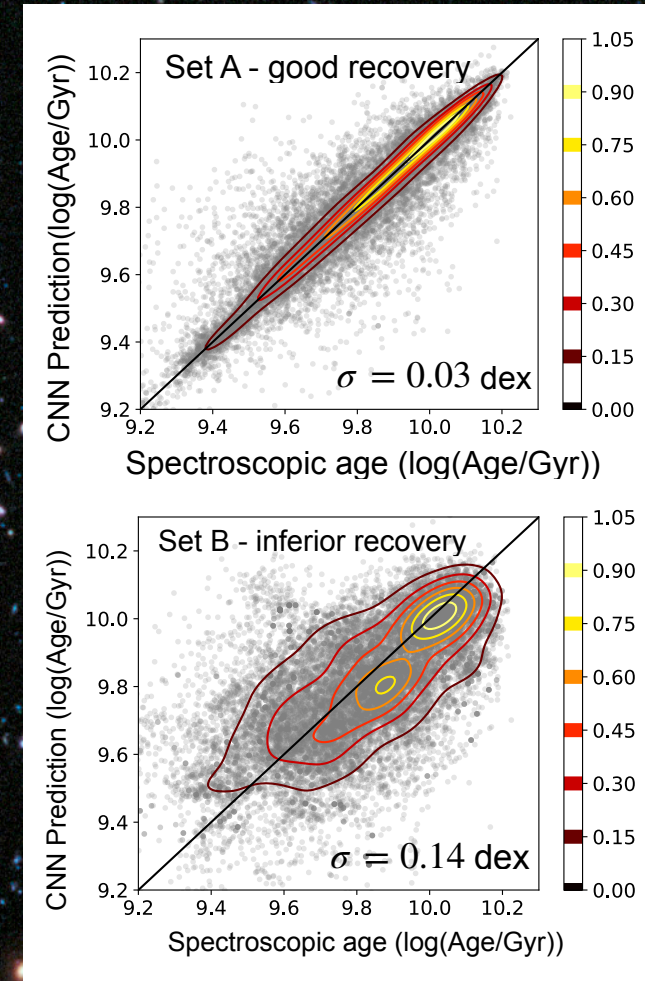 Set A - good recovery
CNN Prediction(log(Age/Gyr))
10.2
10.0
9.8
9.6
9.4
9.2
σ = 0.03 dex
9.2 9.4 9.6 9.8 10.0 10.2
Spectroscopic age (log(Age/Gyr))
1.05
0.90
0.75
0.60
0.45
0.30
0.15
0.00
Set B - inferior recovery
CNN Prediction (log(Age/Gyr))
10.2
10.0
9.8
9.6
9.4
9.2
σ = 0.14 dex
9.2 9.4 9.6 9.8 10.0 10.2
Spectroscopic age (log(Age/Gyr))
1.05
0.90
0.75
0.60
0.45
0.30
0.15
0.00